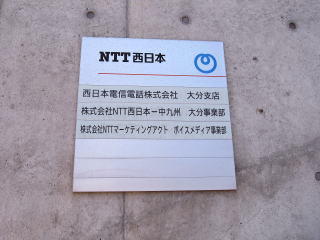 NTT西日本
西日本電信電話株式会社 大分支店
株式会社NTT西日本ー中九州 大分事業部
株式会社NTTマーケティングアクト ボイスメディア事業部